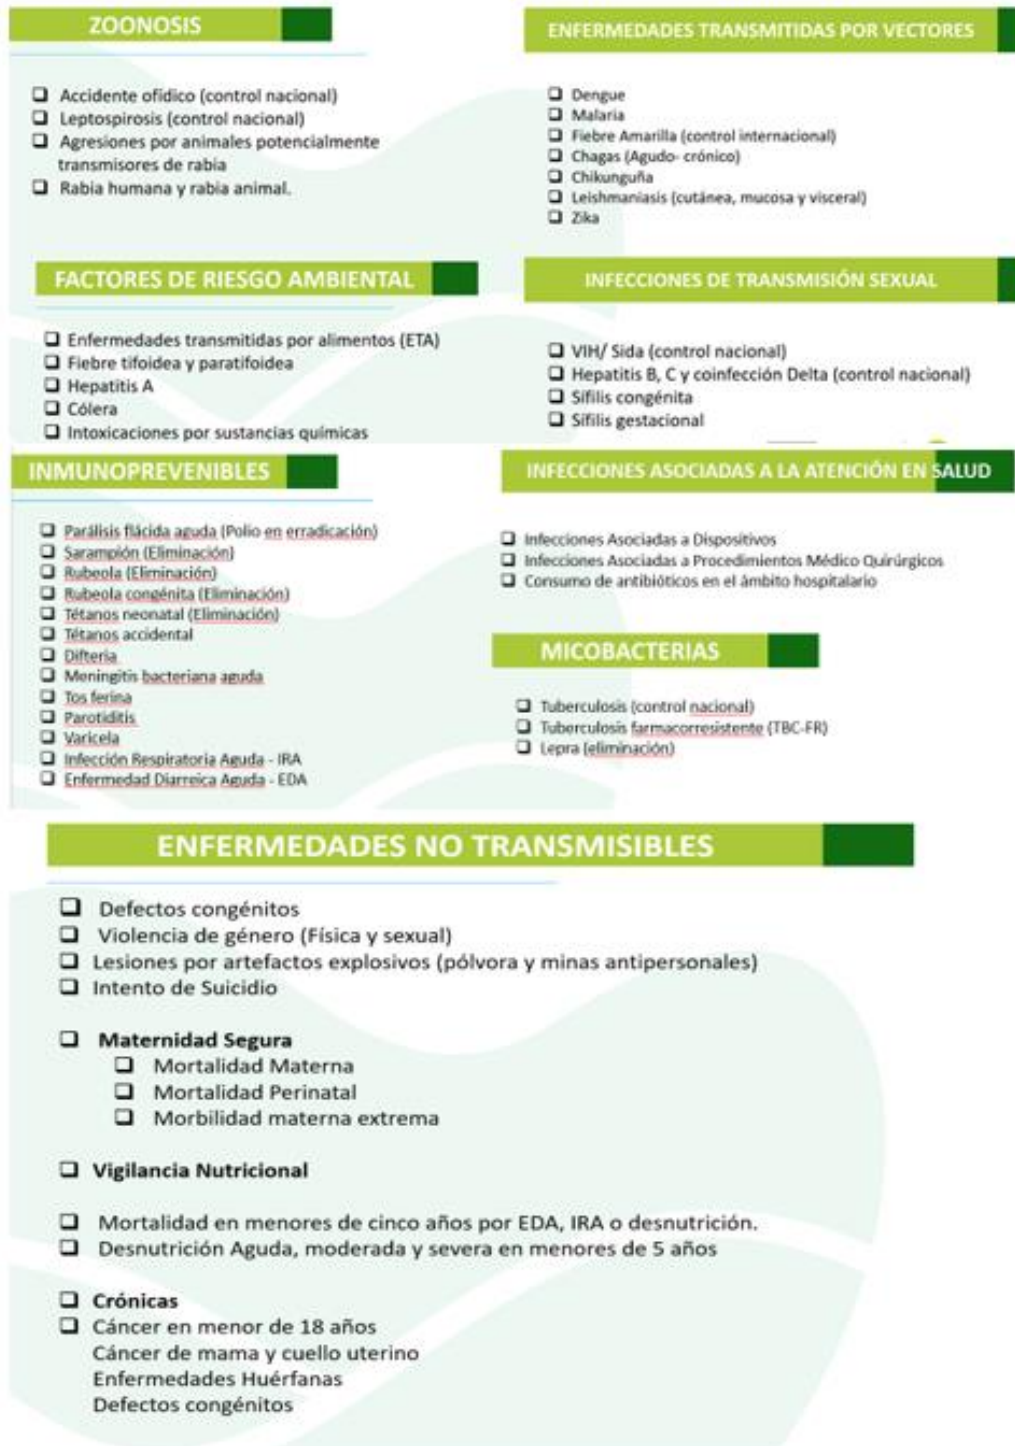 ZOONOSIS
Accidente ofídico (control nacional)
Leptospirosis (control nacional)
Agresiones por animales potencialmente
transmisores de rabia
Rabia humana y rabia animal.
ENFERMEDADES TRANSMITIDAS POR VECTORES
Dengue
Malaria
Fiebre Amarilla (control internacional)
Chagas (Agudo- crónico)
Chikunguña
Leishmaniasis (cutánea, mucosa y visceral)
Zika
FACTORES DE RIESGO AMBIENTAL
Enfermedades transmitidas por alimentos (ETA)
Fiebre tifoidea y paratifoidea
Hepatitis A
Cólera
Intoxicaciones por sustancias químicas
INFECCIONES DE TRANSMISIÓN SEXUAL
VIH/ Sida (control nacional)
Hepatitis B, C y coinfección Delta (control nacional)
Sífilis congénita
Sífilis gestacional
INMUNOPREVENIBLES
Parálisis flácida aguda (Polio en erradicación)
Sarampión (Eliminación)
Rubeola (Eliminación)
Rubeola congénita (Eliminación)
Tétanos neonatal (Eliminación)
Tétanos accidental
Difteria
Meningitis bacteriana aguda
Tos ferina
Parotiditis
Varicela
Infección Respiratoria Aguda - IRA
Enfermedad Diarreica Aguda - EDA
INFECCIONES ASOCIADAS A LA ATENCIÓN EN SALUD
Infecciones Asociadas a Dispositivos
Infecciones Asociadas a Procedimientos Médico Quirúrgicos
Consumo de antibióticos en el ámbito hospitalario
MICOBACTERIAS
Tuberculosis (control nacional)
Tuberculosis farmacorresistente (TBC-FR)
Lepra (eliminación)
ENFERMEDADES NO TRANSMISIBLES
Defectos congénitos
Violencia de género (Física y sexual)
Lesiones por artefactos explosivos (pólvora y minas antipersonales)
Intento de Suicidio
Maternidad Segura
Mortalidad Materna
Mortalidad Perinatal
Morbilidad materna extrema
Vigilancia Nutricional
Mortalidad en menores de cinco años por EDA, IRA o desnutrición.
Desnutrición Aguda, moderada y severa en menores de 5 años
Crónicas
Cáncer en menor de 18 años
Cáncer de mama y cuello uterino
Enfermedades Huérfanas
Defectos congénitos